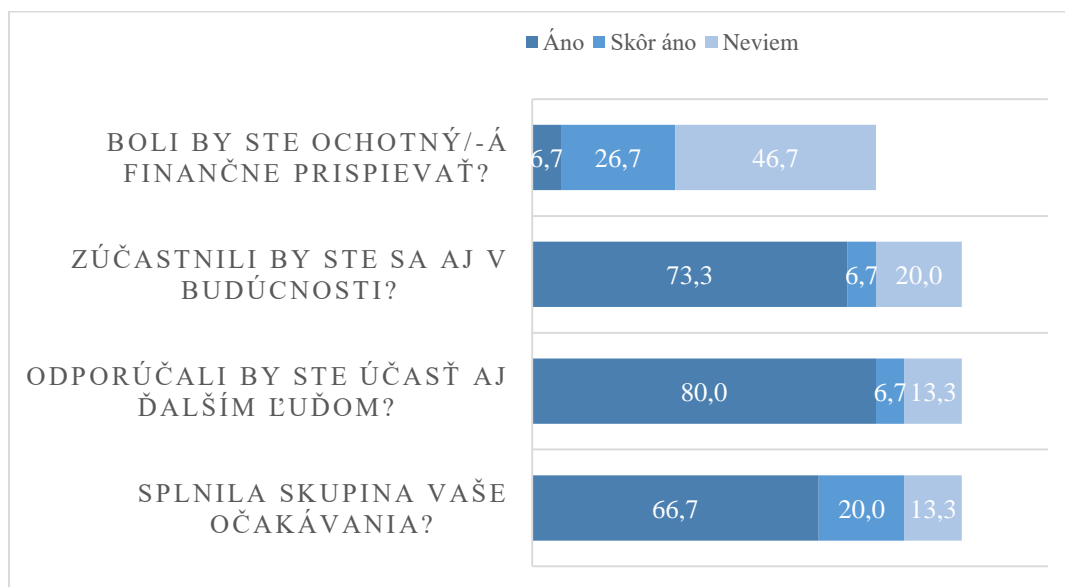 Áno Skôr áno Neviem
BOLI BY STE OCHOTNÝ/-Á
FINANČNE PRISPIEVAŤ?
6,7 26,7 46,7
ZÚČASTNILI BY STE SA AJ V
BUDÚCNOSTI?
73,3 6,7 20,0
ODPORÚČALI BY STE ÚČASŤ AJ
ĎALŠÍM ĽUĎOM?
80,0 6,7 13,3
SPLNILA SKUPINA VAŠE
OČAKÁVANIA?
66,7 20,0 13,3